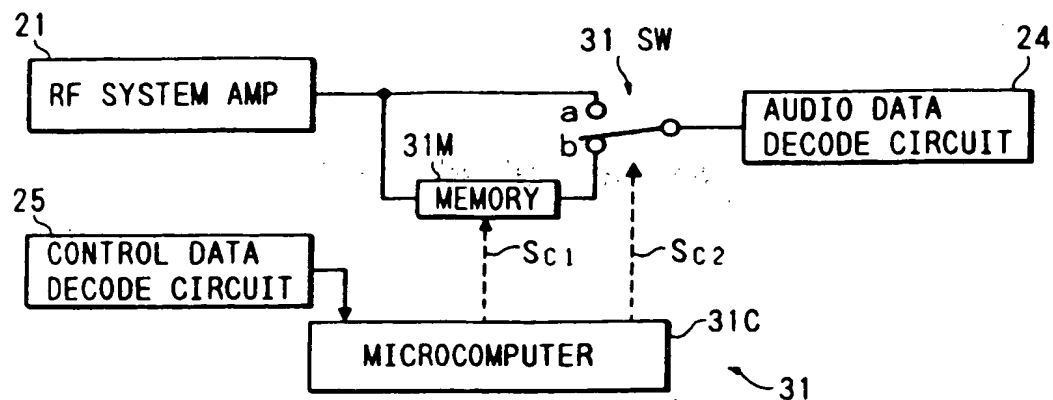 21
31 SW
24
RF SYSTEM AMP
a
b
AUDIO DATA
DECODE CIRCUIT
31M
MEMORY
25
CONTROL DATA
DECODE CIRCUIT
SC1
SC2
31C
MICROCOMPUTER
31